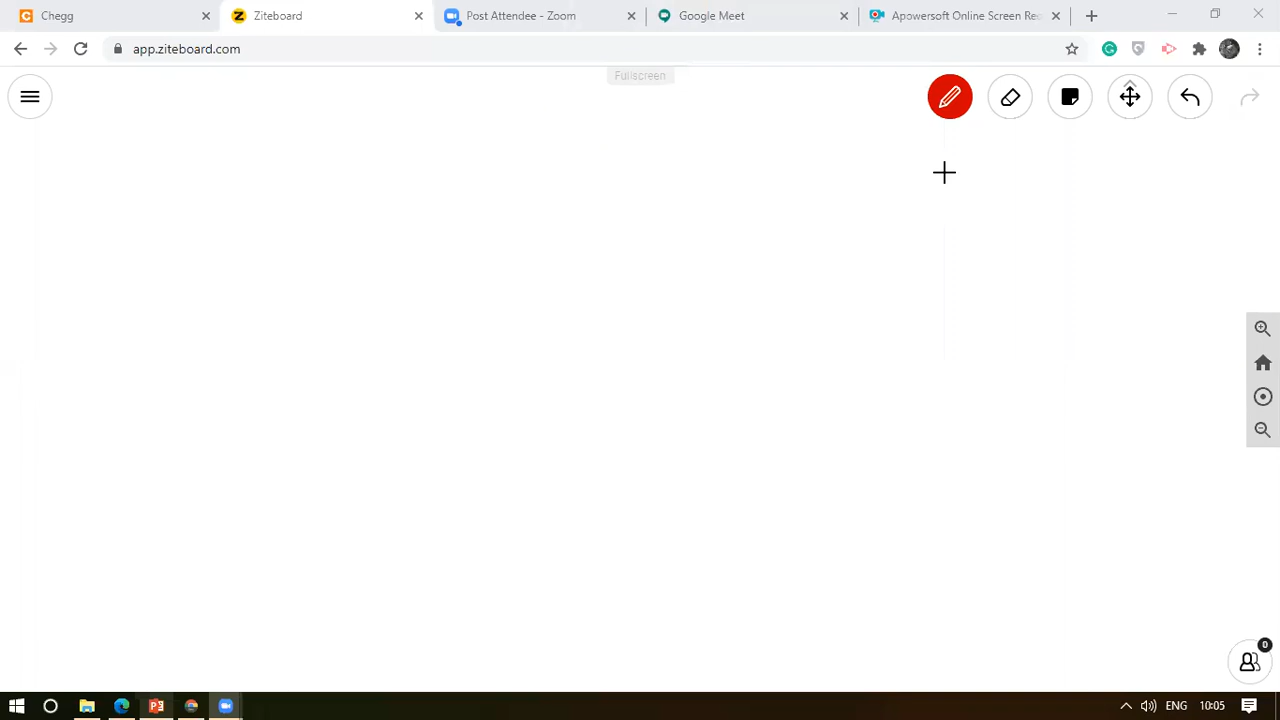 Chegg
Ziteboard
Post Attendee - Zoom
Google Meet
Apowersoft Online Screen Rec
app.ziteboard.com
Fullscreen
0
ENG
10:05